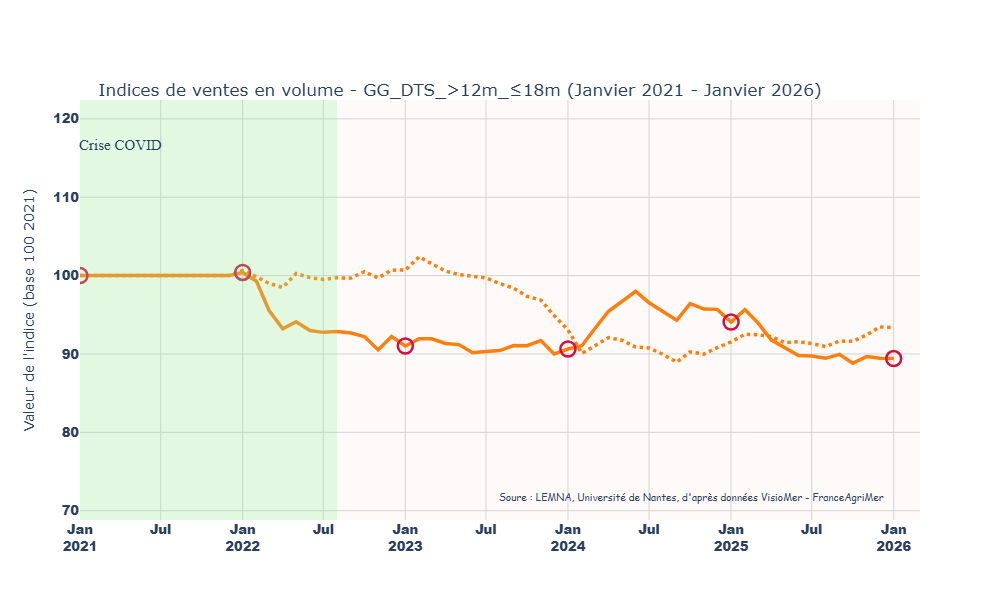 Indices de ventes en volume - GG_DTS_>12m_≤18m (Janvier 2021 - Janvier 2026)
120
Crise COVID
110
100
90
80
70
Valeur de l'indice (base 100 2021)
Soure : LEMNA, Université de Nantes, d'après données VisioMer - FranceAgriMer
Jan Jul Jan Jul Jan Jul Jan Jul Jan Jul Jan
2021 2022 2023 2024 2025 2026